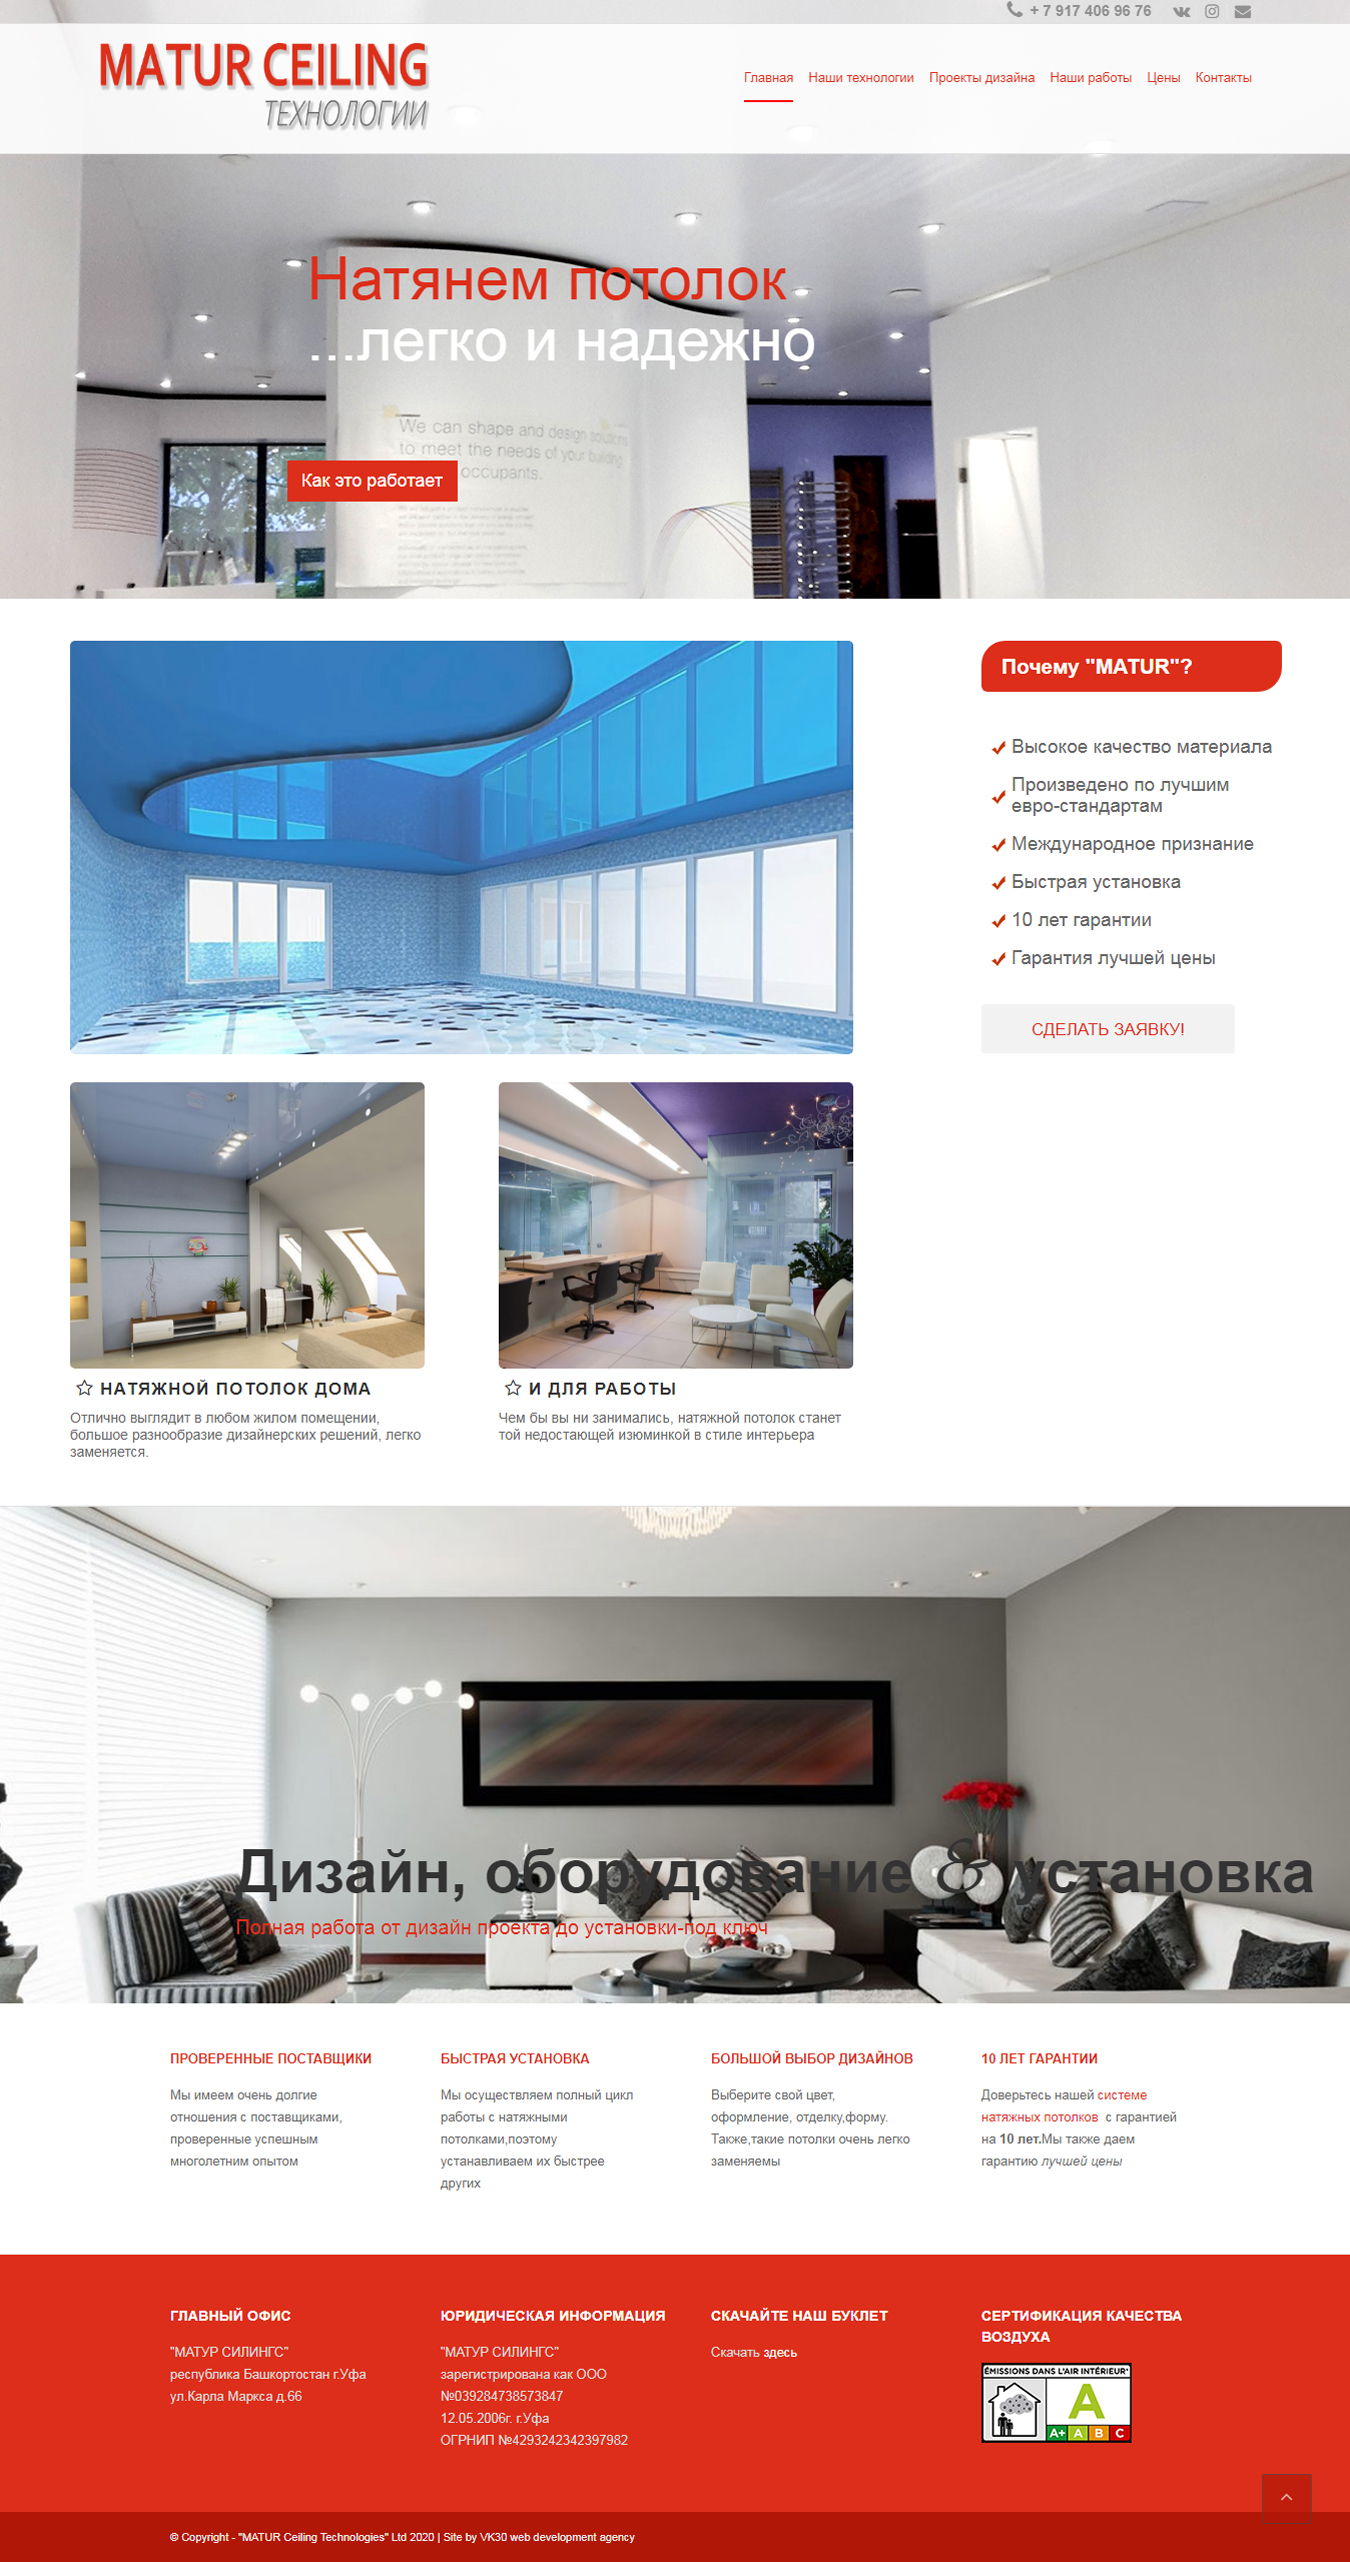 + 7 917 406 96 76
MATUR CEILING
ТЕХНОЛОГИИ
Главная Наши технологии Проекты дизайна Наши работы Цены Контакты
Натянем потолок
...легко и надежно
We can shape and design solutions
to meet the needs of your building
occupants.
Как это работает
Почему "MATUR"?
Высокое качество материала
Произведено по лучшим
евро-стандартам
Международное признание
Быстрая установка
10 лет гарантии
Гарантия лучшей цены
СДЕЛАТЬ ЗАЯВКУ!
НАТЯЖНОЙ ПОТОЛОК ДОМА
Отлично выглядит в любом жилом помещении,
большое разнообразие дизайнерских решений, легко
заменяется.
И ДЛЯ РАБОТЫ
Чем бы вы ни занимались, натяжной потолок станет
той недостающей изюминкой в стиле интерьера
Дизайн, оборудование & установка
Полная работа от дизайн проекта до установки-под ключ
ПРОВЕРЕННЫЕ ПОСТАВЩИКИ
Мы имеем очень долгие
отношения с поставщиками,
проверенные успешным
многолетним опытом
БЫСТРАЯ УСТАНОВКА
Мы осуществляем полный цикл
работы с натяжными
потолками,поэтому
устанавливаем их быстрее
других
БОЛЬШОЙ ВЫБОР ДИЗАЙНОВ
Выберите свой цвет,
оформление, отделку,форму.
Также,такие потолки очень легко
заменяемы
10 ЛЕТ ГАРАНТИИ
Доверьтесь нашей системе
натяжных потолков с гарантией
на 10 лет.Мы также даем
гарантию лучшей цены
ГЛАВНЫЙ ОФИС
"МАТУР СИЛИНГС"
республика Башкортостан г.Уфа
ул.Карла Маркса д.66
ЮРИДИЧЕСКАЯ ИНФОРМАЦИЯ
"МАТУР СИЛИНГС"
зарегистрирована как ООО
№039284738573847
12.05.2006г. г.Уфа
ОГРНИП №4293242342397982
СКАЧАЙТЕ НАШ БУКЛЕТ
Скачать здесь
СЕРТИФИКАЦИЯ КАЧЕСТВА
ВОЗДУХА
ÉMISSIONS DANS L'AIR INTÉRIEUR*
A
A+ A B C
© Copyright - "MATUR Ceiling Technologies" Ltd 2020 | Site by VK30 web development agency